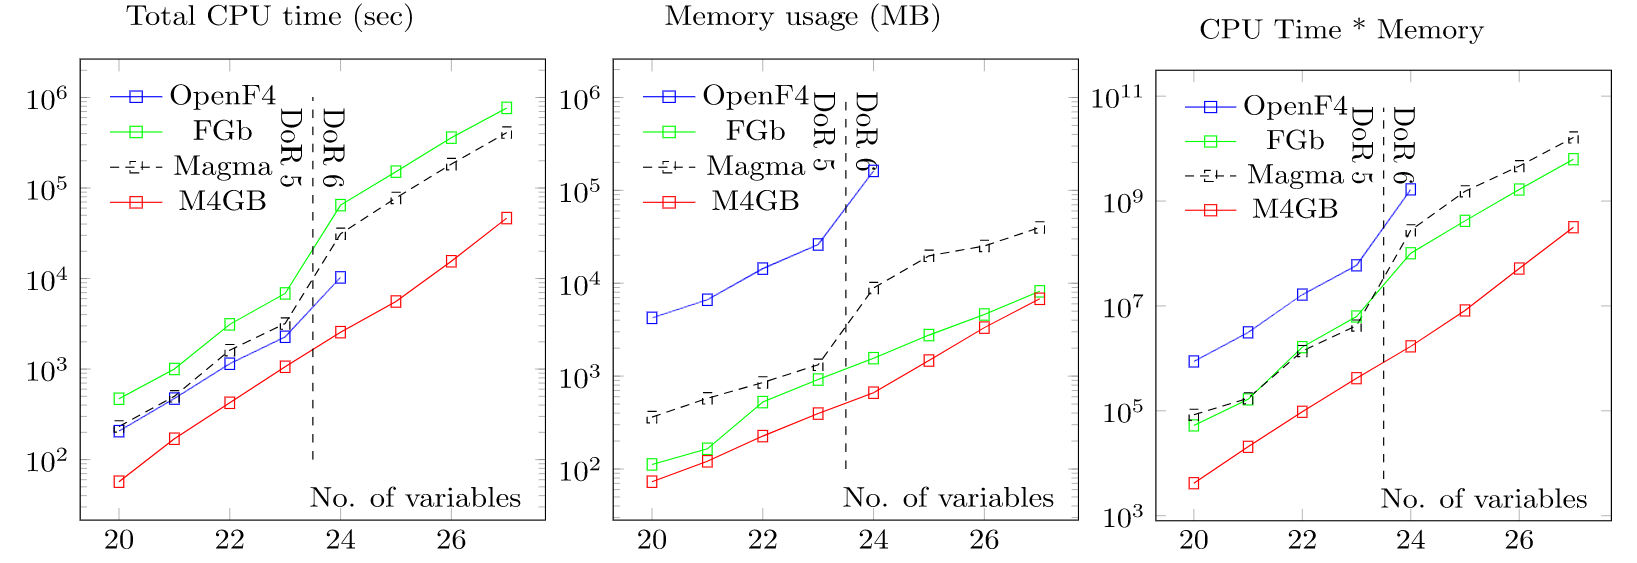 Total CPU time (sec)
10^6
10^5
10^4
10^3
10^2
OpenF4
FGb
Magma
M4GB
DoR 5
DoR 6
No. of variables
20 22 24 26
Memory usage (MB)
10^6
10^5
10^4
10^3
10^2
OpenF4
FGb
Magma
M4GB
DoR 5
DoR 6
No. of variables
20 22 24 26
CPU Time * Memory
10^11
10^9
10^7
10^5
10^3
OpenF4
FGb
Magma
M4GB
DoR 5
DoR 6
No. of variables
20 22 24 26